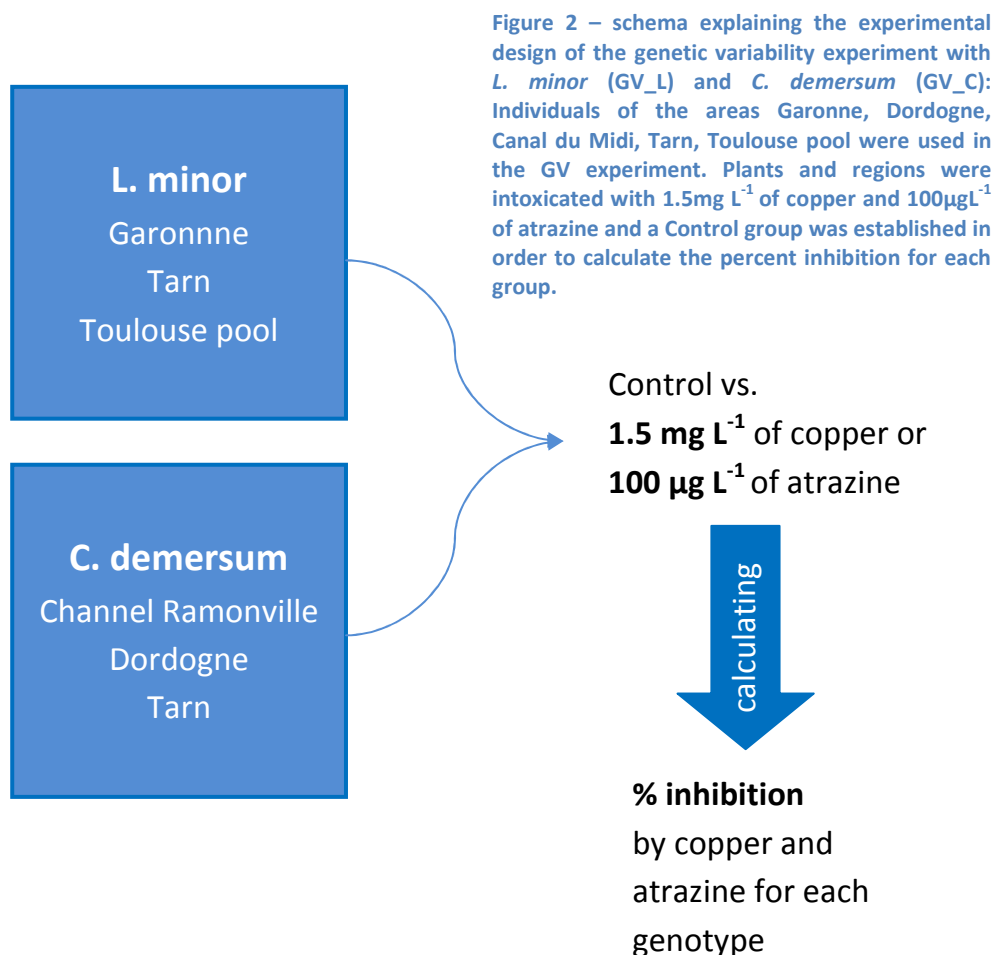 Figure 2 – schema explaining the experimental
design of the genetic variability experiment with
L. minor (GV_L) and C. demersum (GV_C):
Individuals of the areas Garonne, Dordogne,
Canal du Midi, Tarn, Toulouse pool were used in
the GV experiment. Plants and regions were
intoxicated with 1.5mg L⁻¹ of copper and 100µgL⁻¹
of atrazine and a Control group was established in
order to calculate the percent inhibition for each
group.
L. minor
Garonnne
Tarn
Toulouse pool
C. demersum
Channel Ramonville
Dordogne
Tarn
Control vs.
1.5 mg L⁻¹ of copper or
100 µg L⁻¹ of atrazine
calculating
% inhibition
by copper and
atrazine for each
genotype